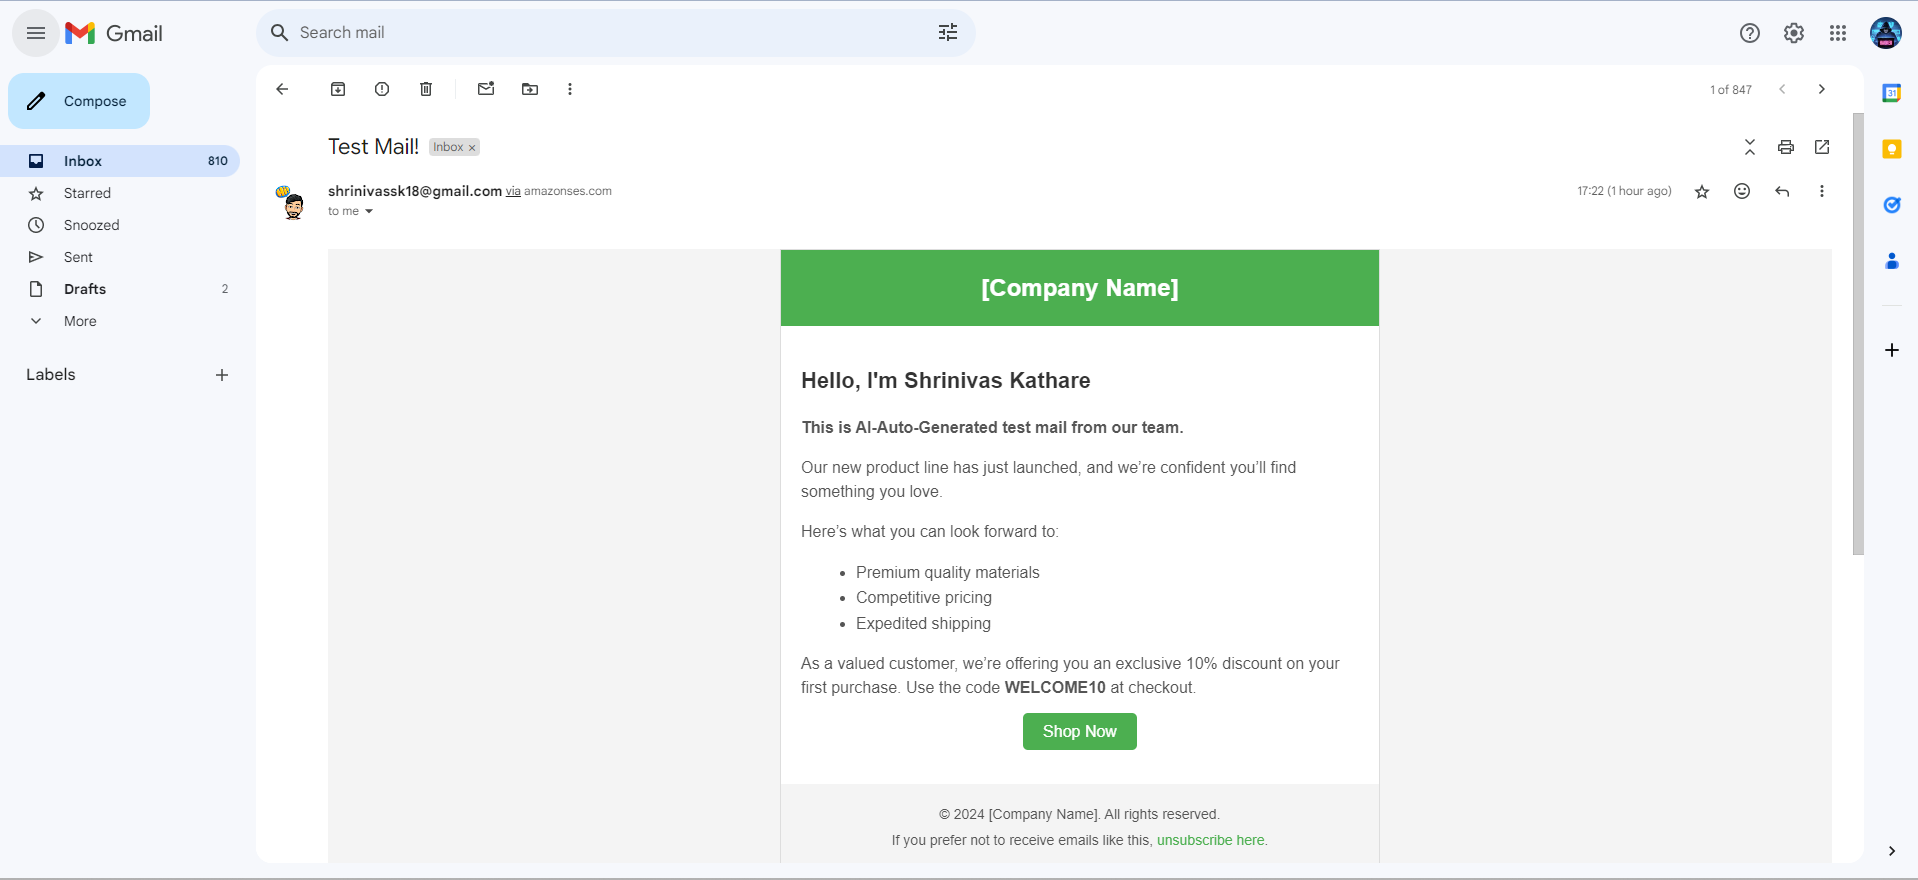 Gmail
Search mail
Compose
1 of 847
Inbox 810
Starred
Snoozed
Sent
Drafts 2
More
Labels
Test Mail! Inbox ×
shrinivassk18@gmail.com via amazonses.com
17:22 (1 hour ago)
to me
[Company Name]
Hello, I'm Shrinivas Kathare
This is AI-Auto-Generated test mail from our team.
Our new product line has just launched, and we’re confident you’ll find
something you love.
Here’s what you can look forward to:
• Premium quality materials
• Competitive pricing
• Expedited shipping
As a valued customer, we’re offering you an exclusive 10% discount on your
first purchase. Use the code WELCOME10 at checkout.
Shop Now
© 2024 [Company Name]. All rights reserved.
If you prefer not to receive emails like this, unsubscribe here.
31